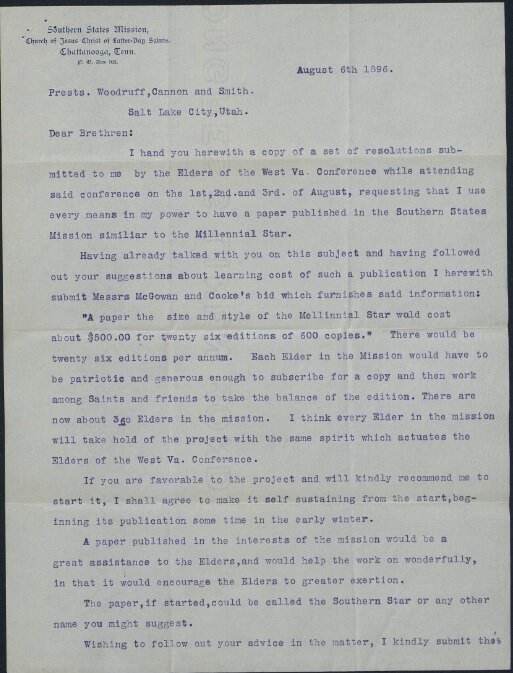 Southern States Mission,
Church of Jesus Christ of Latter-Day Saints.
Chattanooga, Tenn.
P. O. Box 103.
August 6th 1896.
Prests. Woodruff,Cannon and Smith.
Salt Lake City,Utah.
Dear Brethren:
I hand you herewith a copy of a set of resolutions sub-
mitted to me by the Elders of the West Va. Conference while attending
said conference on the 1st,2nd.and 3rd. of August, requesting that I use
every means in my power to have a paper published in the Southern States
Mission similiar to the Millennial Star.
Having already talked with you on this subject and having followed
out your suggestions about learning cost of such a publication I herewith
submit Messrs McGowan and Cooke's bid which furnishes said information:
"A paper the size and style of the Mellinnial Star wald cost
about $500.00 for twenty six editions of 600 copies." There would be
twenty six editions per annum. Each Elder in the Mission would have to
be patriotic and generous enough to subscribe for a copy and then work
among Saints and friends to take the balance of the edition. There are
now about Elders in the mission. I think every Elder in the mission
will take hold of the project with the same spirit which actuates the
Elders of the West Va. Conference.
If you are favorable to the project and will kindly recommend me to
start it, I shall agree to make it self sustaining from the start,beg-
inning its publication some time in the early winter.
A paper published in the interests of the mission would be a
great assistance to the Elders,and would help the work on wonderfully,
in that it would encourage the Elders to greater exertion.
The paper,if started,could be called the Southern Star or any other
name you might suggest.
Wishing to follow out your advice in the matter, I kindly submit